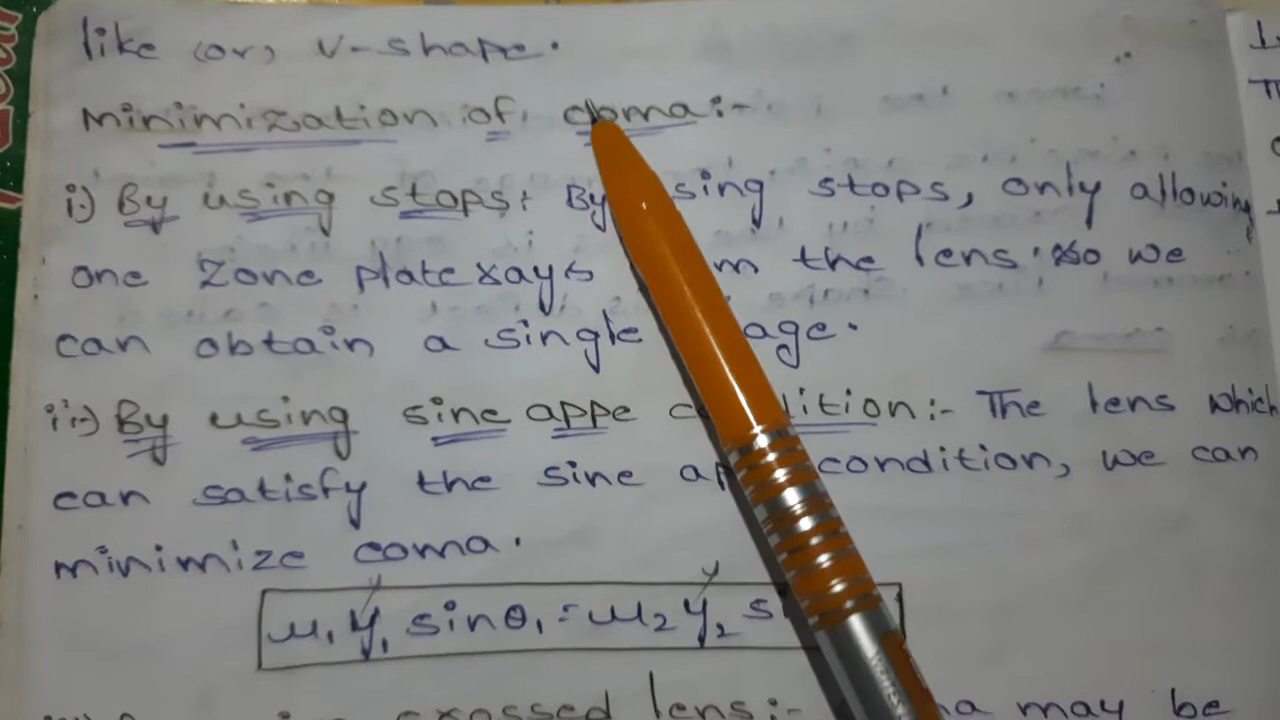 like (or) v-shape.
Minimization of coma:-
i) By using stops: By using stops, only allowing
one zone plate rays from the lens. so we
can obtain a single image.
ii) By using sine appe condition:- The lens which
can satisfy the sine condition, we can
minimize coma.
μ₁ y₁ sinθ₁ = μ₂ y₂
crossed lens:- may be